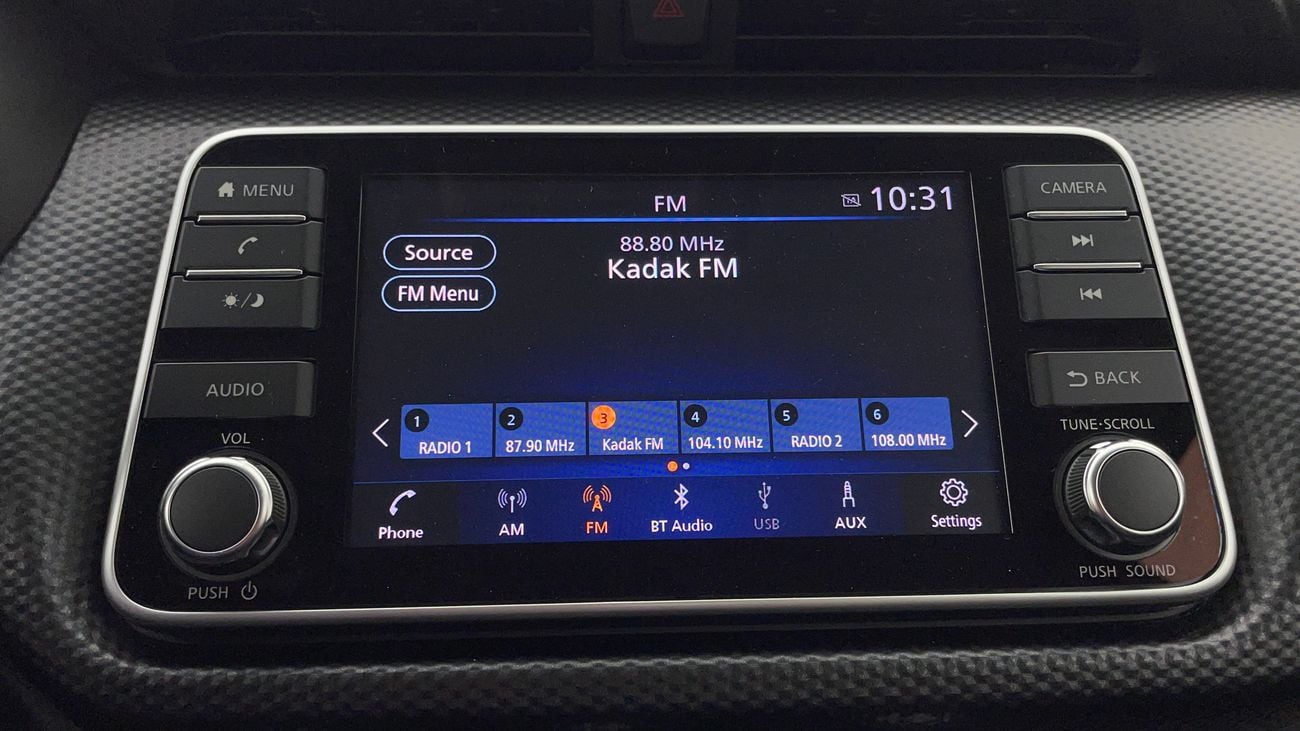 MENU
AUDIO
VOL
PUSH
FM
TA
10:31
Source
FM Menu
88.80 MHz
Kadak FM
1
RADIO 1
2
87.90 MHz
3
Kadak FM
4
104.10 MHz
5
RADIO 2
6
108.00 MHz
Phone
AM
FM
BT Audio
USB
AUX
Settings
CAMERA
BACK
TUNE·SCROLL
PUSH SOUND